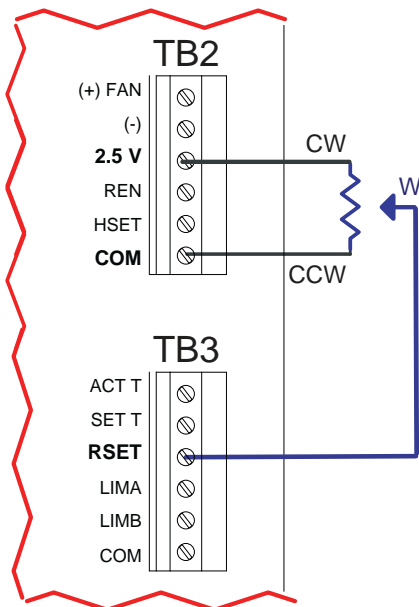 TB2
(+) FAN
(-)
2.5 V
REN
HSET
COM
CW
W
CCW
TB3
ACT T
SET T
RSET
LIMA
LIMB
COM